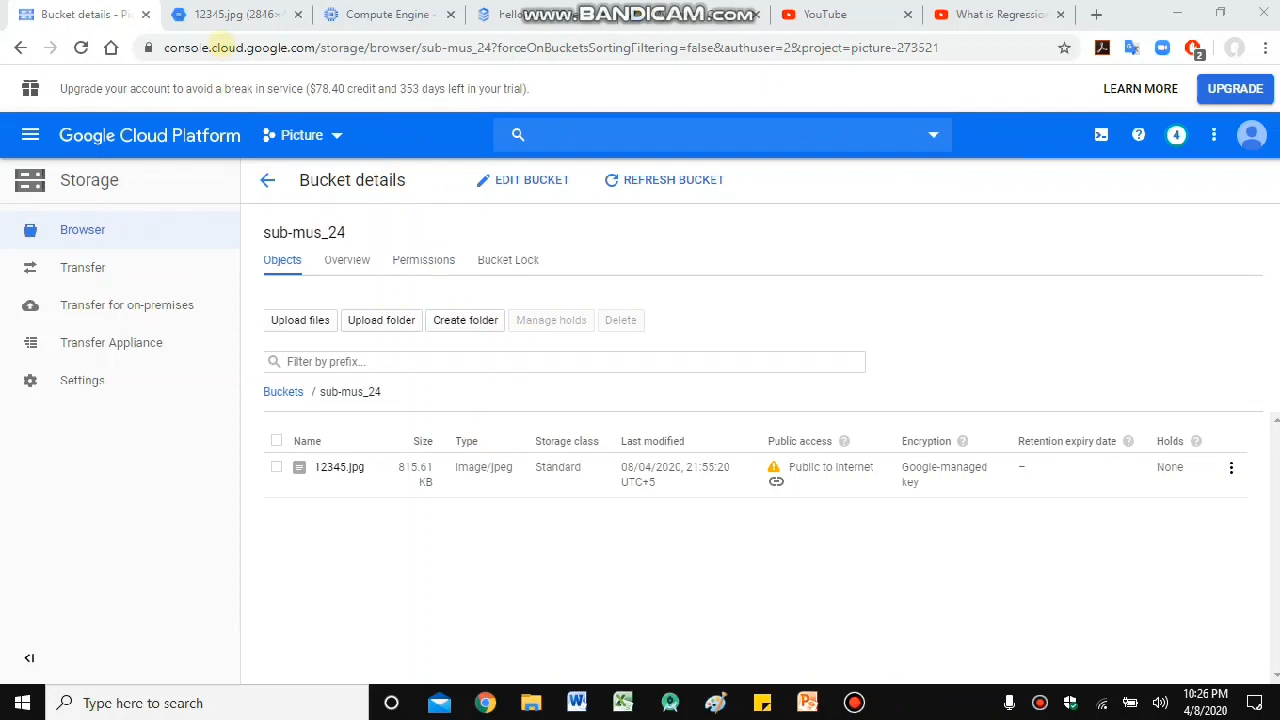 Bucket details - Pi
12345.jpg (2846×4
Compute Engine -
hello
www.BANDICAM.com
YouTube
What is Regressio
console.cloud.google.com/storage/browser/sub-mus_24?forceOnBucketsSortingFiltering=false&authuser=2&project=picture-273521
2
Upgrade your account to avoid a break in service ($78.40 credit and 353 days left in your trial).
LEARN MORE
UPGRADE
Google Cloud Platform
Picture
4
Storage
Bucket details
EDIT BUCKET
REFRESH BUCKET
Browser
Transfer
Transfer for on-premises
Transfer Appliance
Settings
sub-mus_24
Objects Overview Permissions Bucket Lock
Upload files Upload folder Create folder Manage holds Delete
Filter by prefix...
Buckets / sub-mus_24
Name Size Type Storage class Last modified Public access Encryption Retention expiry date Holds
12345.jpg 815.61 KB image/jpeg Standard 08/04/2020, 21:55:20 UTC+5 Public to internet Google-managed key – None
Type here to search
10:26 PM
4/8/2020